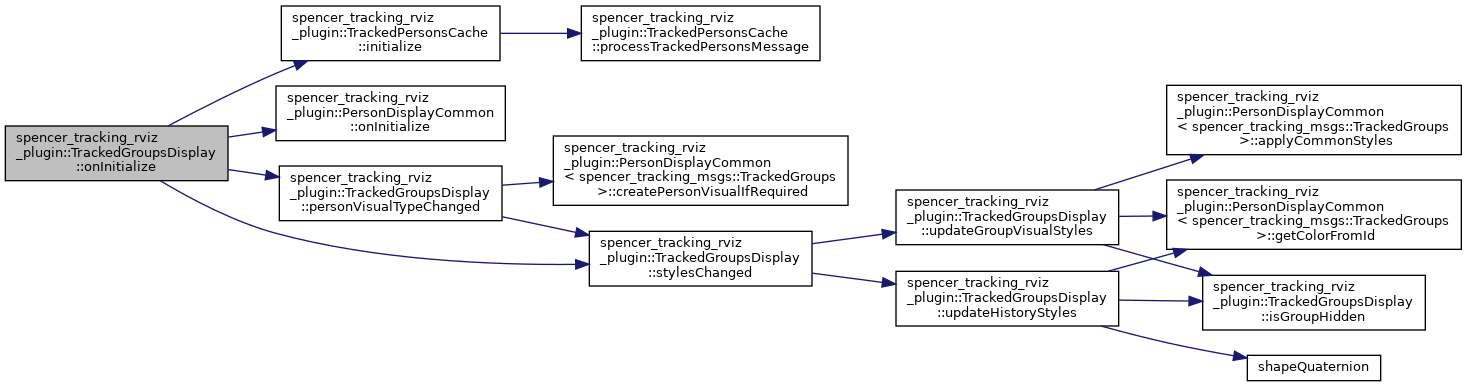 spencer_tracking_rviz
_plugin::TrackedGroupsDisplay
::onInitialize
spencer_tracking_rviz
_plugin::TrackedPersonsCache
::initialize
spencer_tracking_rviz
_plugin::TrackedPersonsCache
::processTrackedPersonsMessage
spencer_tracking_rviz
_plugin::PersonDisplayCommon
::onInitialize
spencer_tracking_rviz
_plugin::TrackedGroupsDisplay
::personVisualTypeChanged
spencer_tracking_rviz
_plugin::PersonDisplayCommon
< spencer_tracking_msgs::TrackedGroups
>::createPersonVisualIfRequired
spencer_tracking_rviz
_plugin::TrackedGroupsDisplay
::stylesChanged
spencer_tracking_rviz
_plugin::TrackedGroupsDisplay
::updateGroupVisualStyles
spencer_tracking_rviz
_plugin::TrackedGroupsDisplay
::updateHistoryStyles
spencer_tracking_rviz
_plugin::PersonDisplayCommon
< spencer_tracking_msgs::TrackedGroups
>::applyCommonStyles
spencer_tracking_rviz
_plugin::PersonDisplayCommon
< spencer_tracking_msgs::TrackedGroups
>::getColorFromId
spencer_tracking_rviz
_plugin::TrackedGroupsDisplay
::isGroupHidden
shapeQuaternion